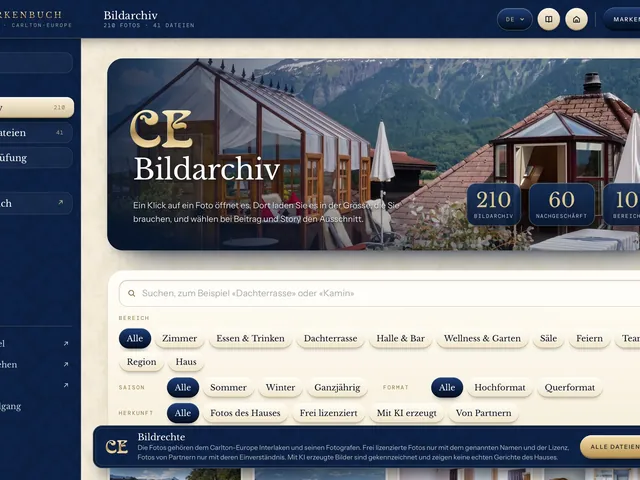 RKENBUCH
· CARLTON-EUROPE
Bildarchiv
210 FOTOS · 41 DATEIEN
DE
MARKEN
210
ateien
41
üfung
ch
el
ehen
lgang
CE
Bildarchiv
Ein Klick auf ein Foto öffnet es. Dort laden Sie es in der Grösse, die Sie
brauchen, und wählen bei Beitrag und Story den Ausschnitt.
210
BILDARCHIV
60
NACHGESCHÄRFT
10
BEREICH
Suchen, zum Beispiel «Dachterrasse» oder «Kamin»
BEREICH
Alle Zimmer Essen & Trinken Dachterrasse Halle & Bar Wellness & Garten Säle Feiern Tea
Region Haus
SAISON Alle Sommer Winter Ganzjährig FORMAT Alle Hochformat Querformat
HERKUNFT Alle Fotos des Hauses Frei lizenziert Mit KI erzeugt Von Partnern
CE
Bildrechte
Die Fotos gehören dem Carlton-Europe Interlaken und seinen Fotografen. Frei lizenzierte Fotos nur mit dem genannten Namen und der Lizenz,
Fotos von Partnern nur mit deren Einverständnis. Mit KI erzeugte Bilder sind gekennzeichnet und zeigen keine echten Gerichte des Hauses.
ALLE DATEIEN